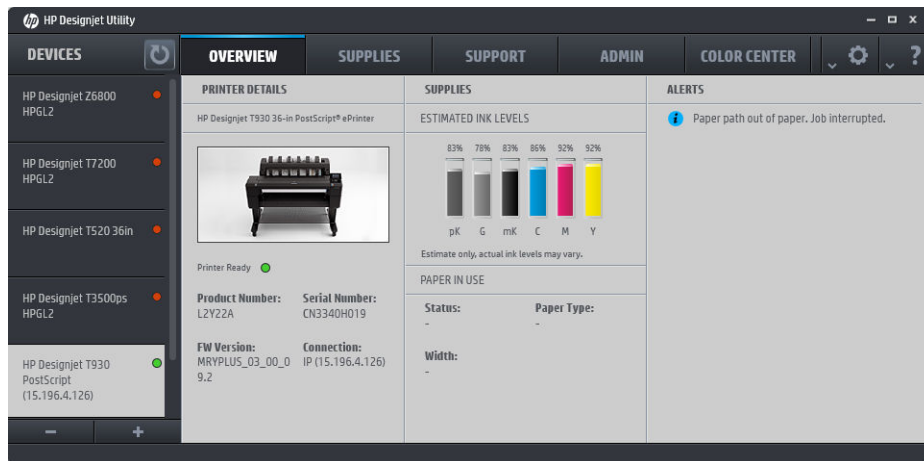 HP Designjet Utility
DEVICES
OVERVIEW
SUPPLIES
SUPPORT
ADMIN
COLOR CENTER
?
HP Designjet Z6800
HPGL2
HP Designjet T7200
HPGL2
HP Designjet T520 36in
HP Designjet T3500ps
HPGL2
HP Designjet T930
PostScript
(15.196.4.126)
PRINTER DETAILS
HP Designjet T930 36-in PostScript® ePrinter
Printer Ready
Product Number:
L2Y22A
Serial Number:
CN3340H019
FW Version:
MRYPLUS_03_00_0
9.2
Connection:
IP (15.196.4.126)
SUPPLIES
ESTIMATED INK LEVELS
83% 78% 83% 86% 92% 92%
pK G mK C M Y
Estimate only, actual ink levels may vary.
PAPER IN USE
Status:
-
Paper Type:
-
Width:
-
ALERTS
Paper path out of paper. Job interrupted.